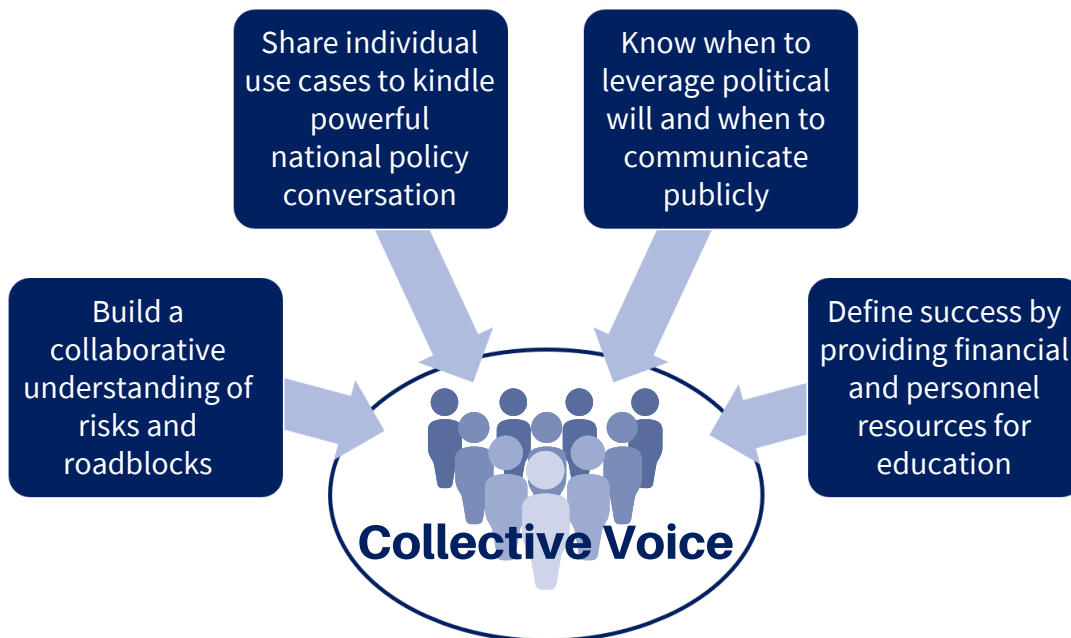 Share individual
use cases to kindle
powerful
national policy
conversation
Know when to
leverage political
will and when to
communicate
publicly
Build a
collaborative
understanding of
risks and
roadblocks
Define success by
providing financial
and personnel
resources for
education
Collective Voice